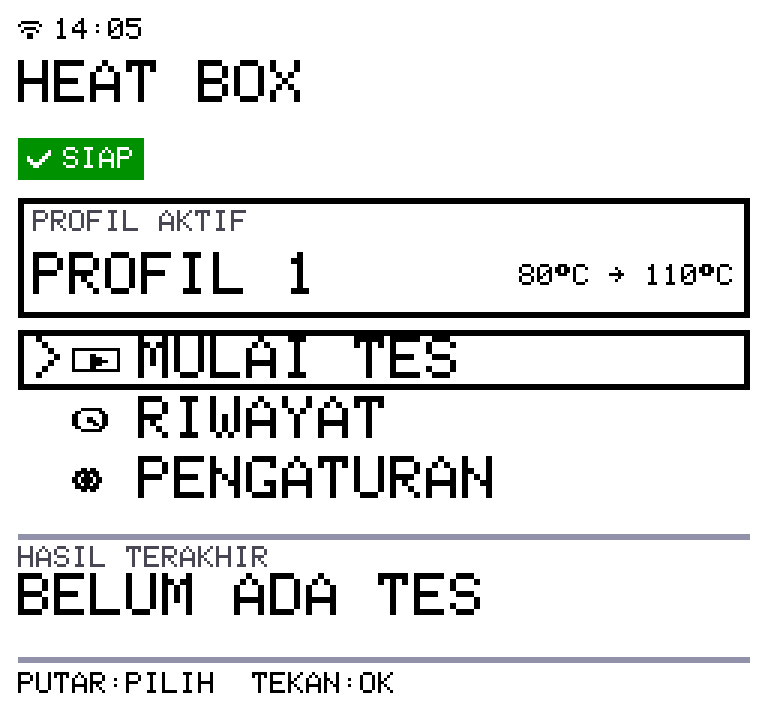 14:05
HEAT BOX
SIAP
PROFIL AKTIF
PROFIL 1 80°C → 110°C
>MULAI TES
RIWAYAT
PENGATURAN
HASIL TERAKHIR
BELUM ADA TES
PUTAR:PILIH TEKAN:OK